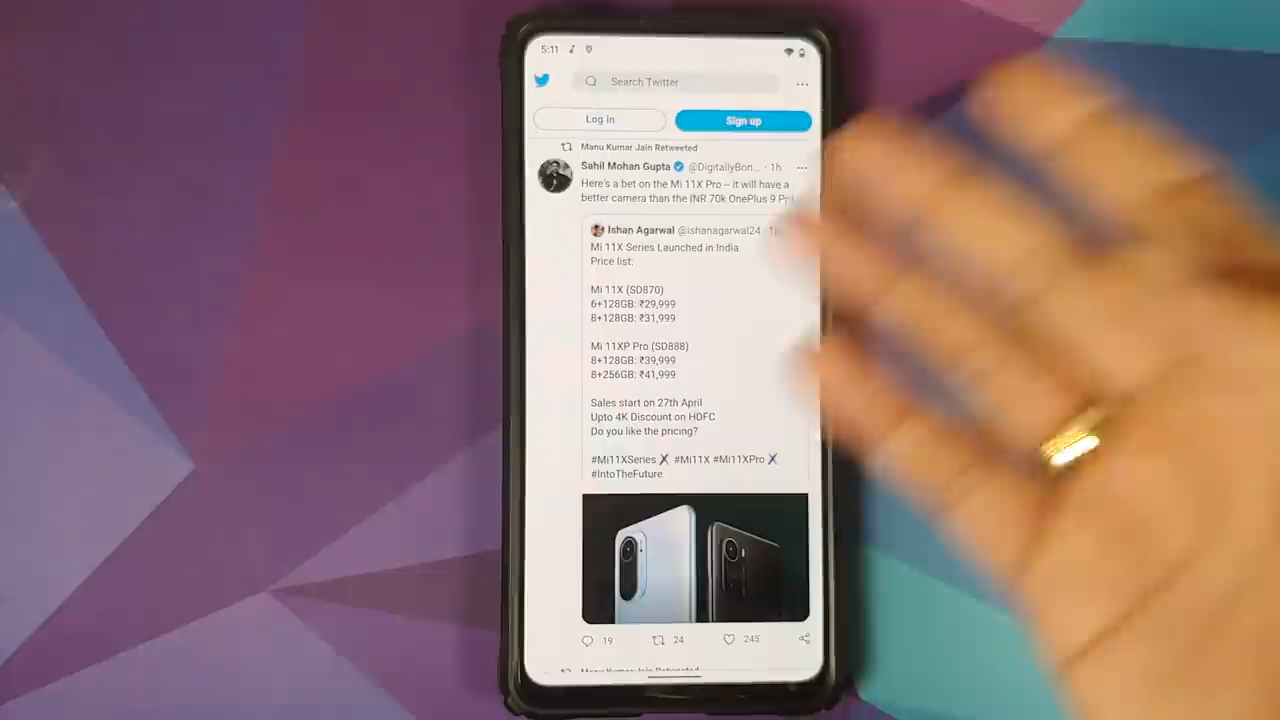 5:11
Search Twitter
Log in
Sign up
Manu Kumar Jain Retweeted
Sahil Mohan Gupta @DigitallyBon... · 1h
Here's a bet on the Mi 11X Pro – it will have a
better camera than the INR 70k OnePlus 9
Ishan Agarwal @ishanagarwal24
Mi 11X Series Launched in India
Price list:
Mi 11X (SD870)
6+128GB: ₹29,999
8+128GB: ₹31,999
Mi 11XP Pro (SD888)
8+128GB: ₹39,999
8+256GB: ₹41,999
Sales start on 27th April
Upto 4K Discount on HDFC
Do you like the pricing?
#Mi11XSeries #Mi11X #Mi11XPro
#IntoTheFuture
19 24 245
Manu Kumar Jain Retweeted